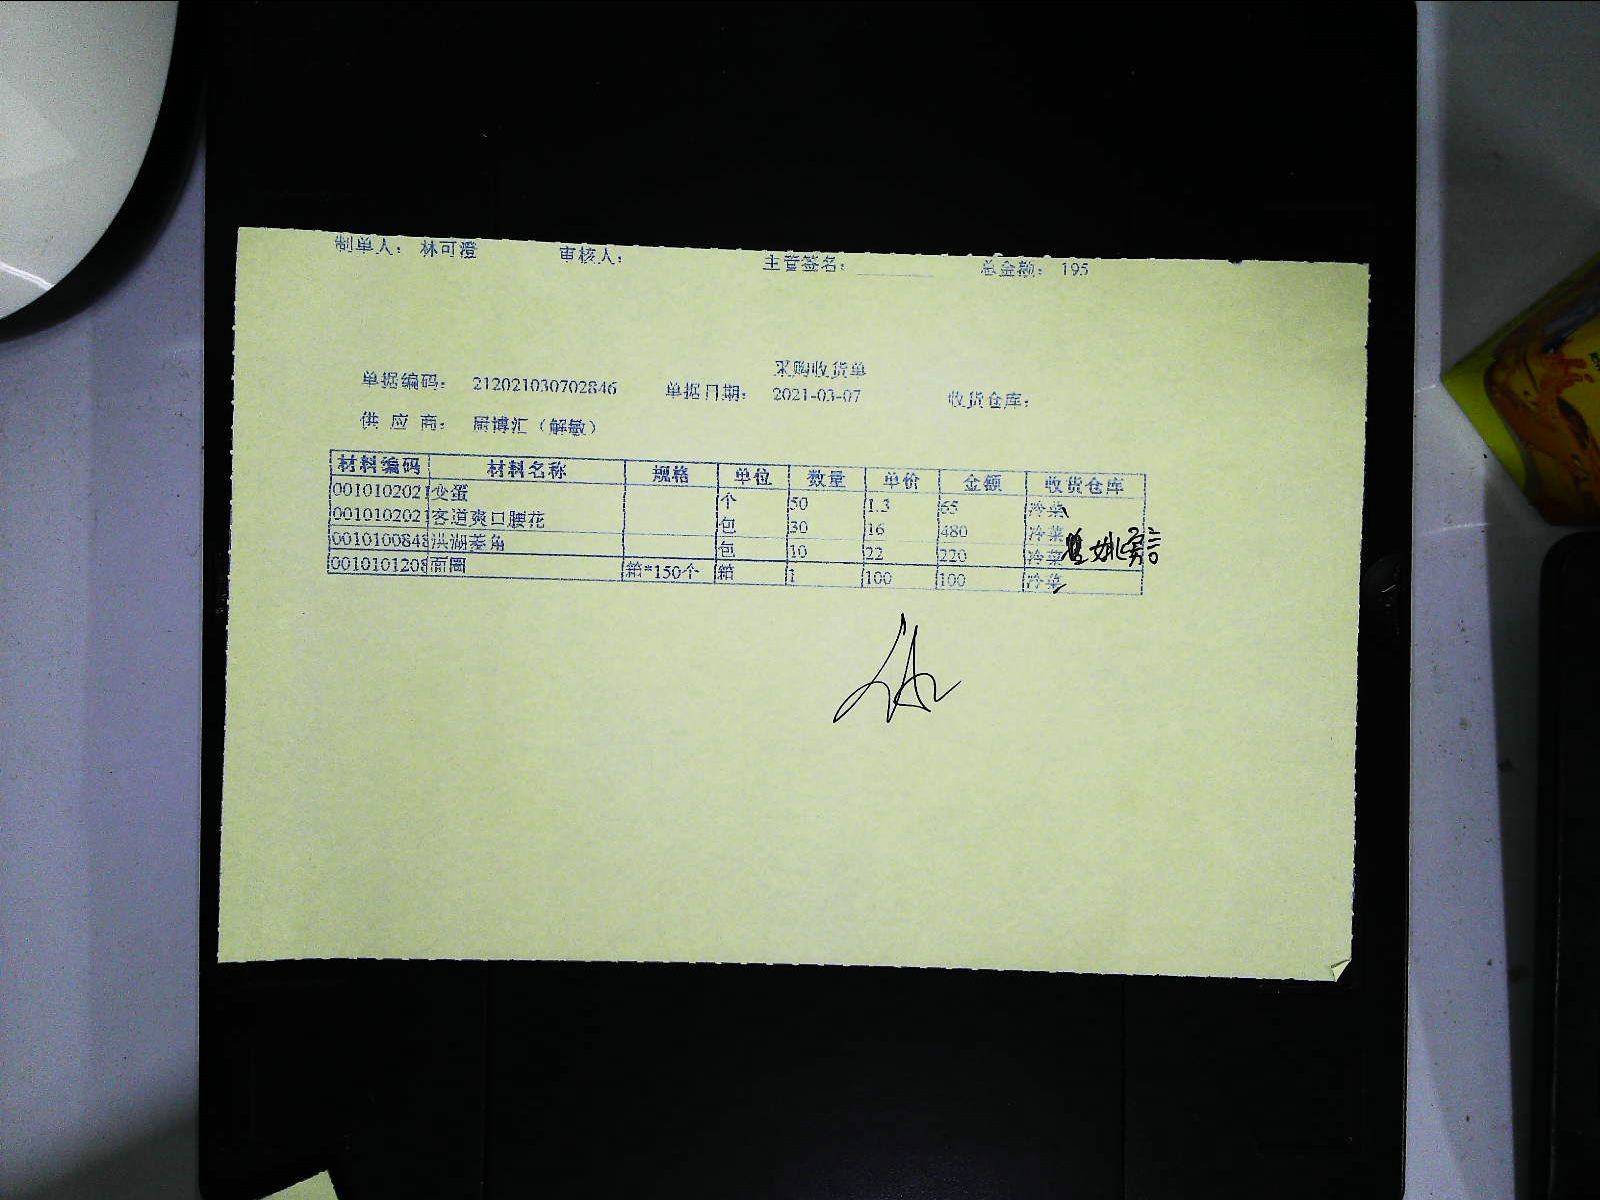 制单人： 林可澄 审核人： 主管签名：________ 总金额： 195
采购收货单
单据编码： 212021030702846 单据日期： 2021-03-07 收货仓库：
供 应 商： 展博汇（解敏）
材料编码 材料名称 规格 单位 数量 单价 金额 收货仓库
0010102021 变蛋 个 50 1.3 65 冷菜
0010102021 客道爽口腰花 包 30 16 480 冷菜
0010100848 洪湖菱角 包 10 22 220 冷菜
0010101208 面圈 箱*150个 箱 1 100 100 冷菜